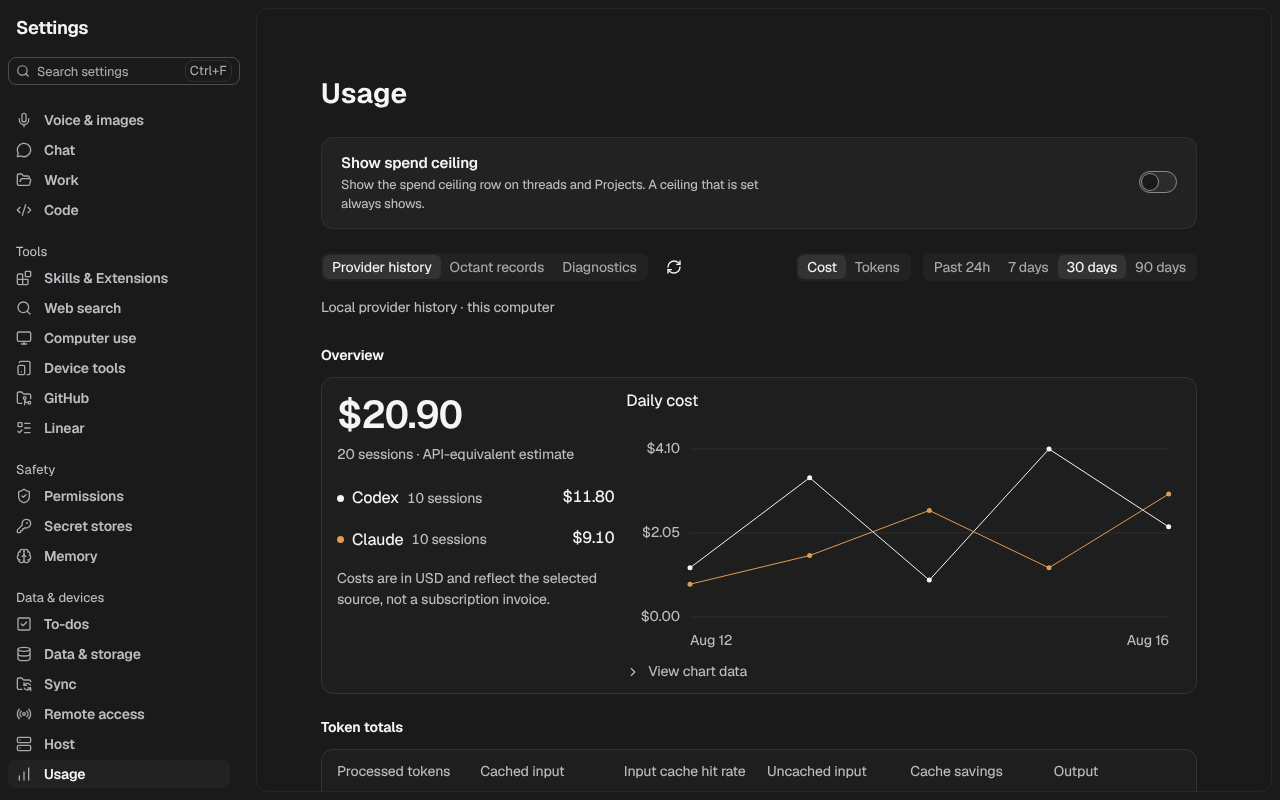 Settings
Search settings
Ctrl+F
Voice & images
Chat
Work
Code
Tools
Skills & Extensions
Web search
Computer use
Device tools
GitHub
Linear
Safety
Permissions
Secret stores
Memory
Data & devices
To-dos
Data & storage
Sync
Remote access
Host
Usage
Usage
Show spend ceiling
Show the spend ceiling row on threads and Projects. A ceiling that is set
always shows.
Provider history Octant records Diagnostics
Cost Tokens
Past 24h 7 days 30 days 90 days
Local provider history · this computer
Overview
$20.90
20 sessions · API-equivalent estimate
Codex 10 sessions $11.80
Claude 10 sessions $9.10
Costs are in USD and reflect the selected
source, not a subscription invoice.
Daily cost
$4.10
$2.05
$0.00
Aug 12 Aug 16
View chart data
Token totals
Processed tokens Cached input Input cache hit rate Uncached input Cache savings Output